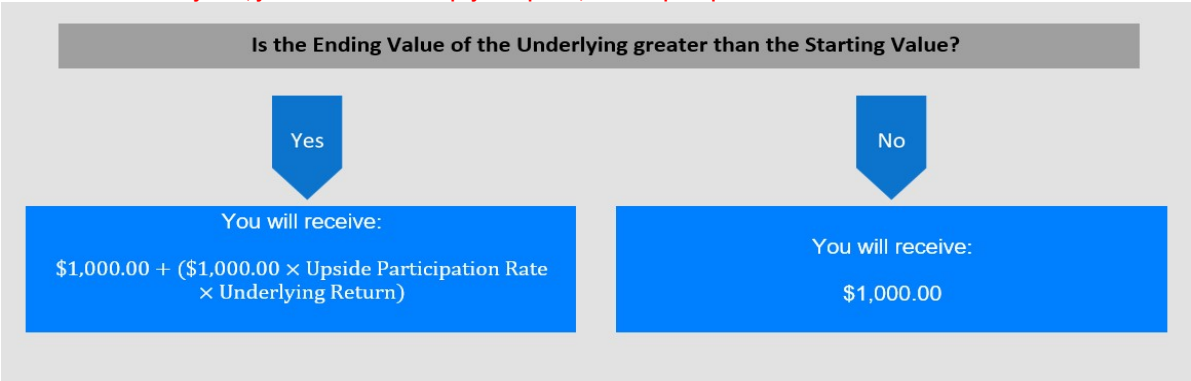 Is the Ending Value of the Underlying greater than the Starting Value?
Yes
No
You will receive:
$1,000.00 + ($1,000.00 × Upside Participation Rate
× Underlying Return)
You will receive:
$1,000.00